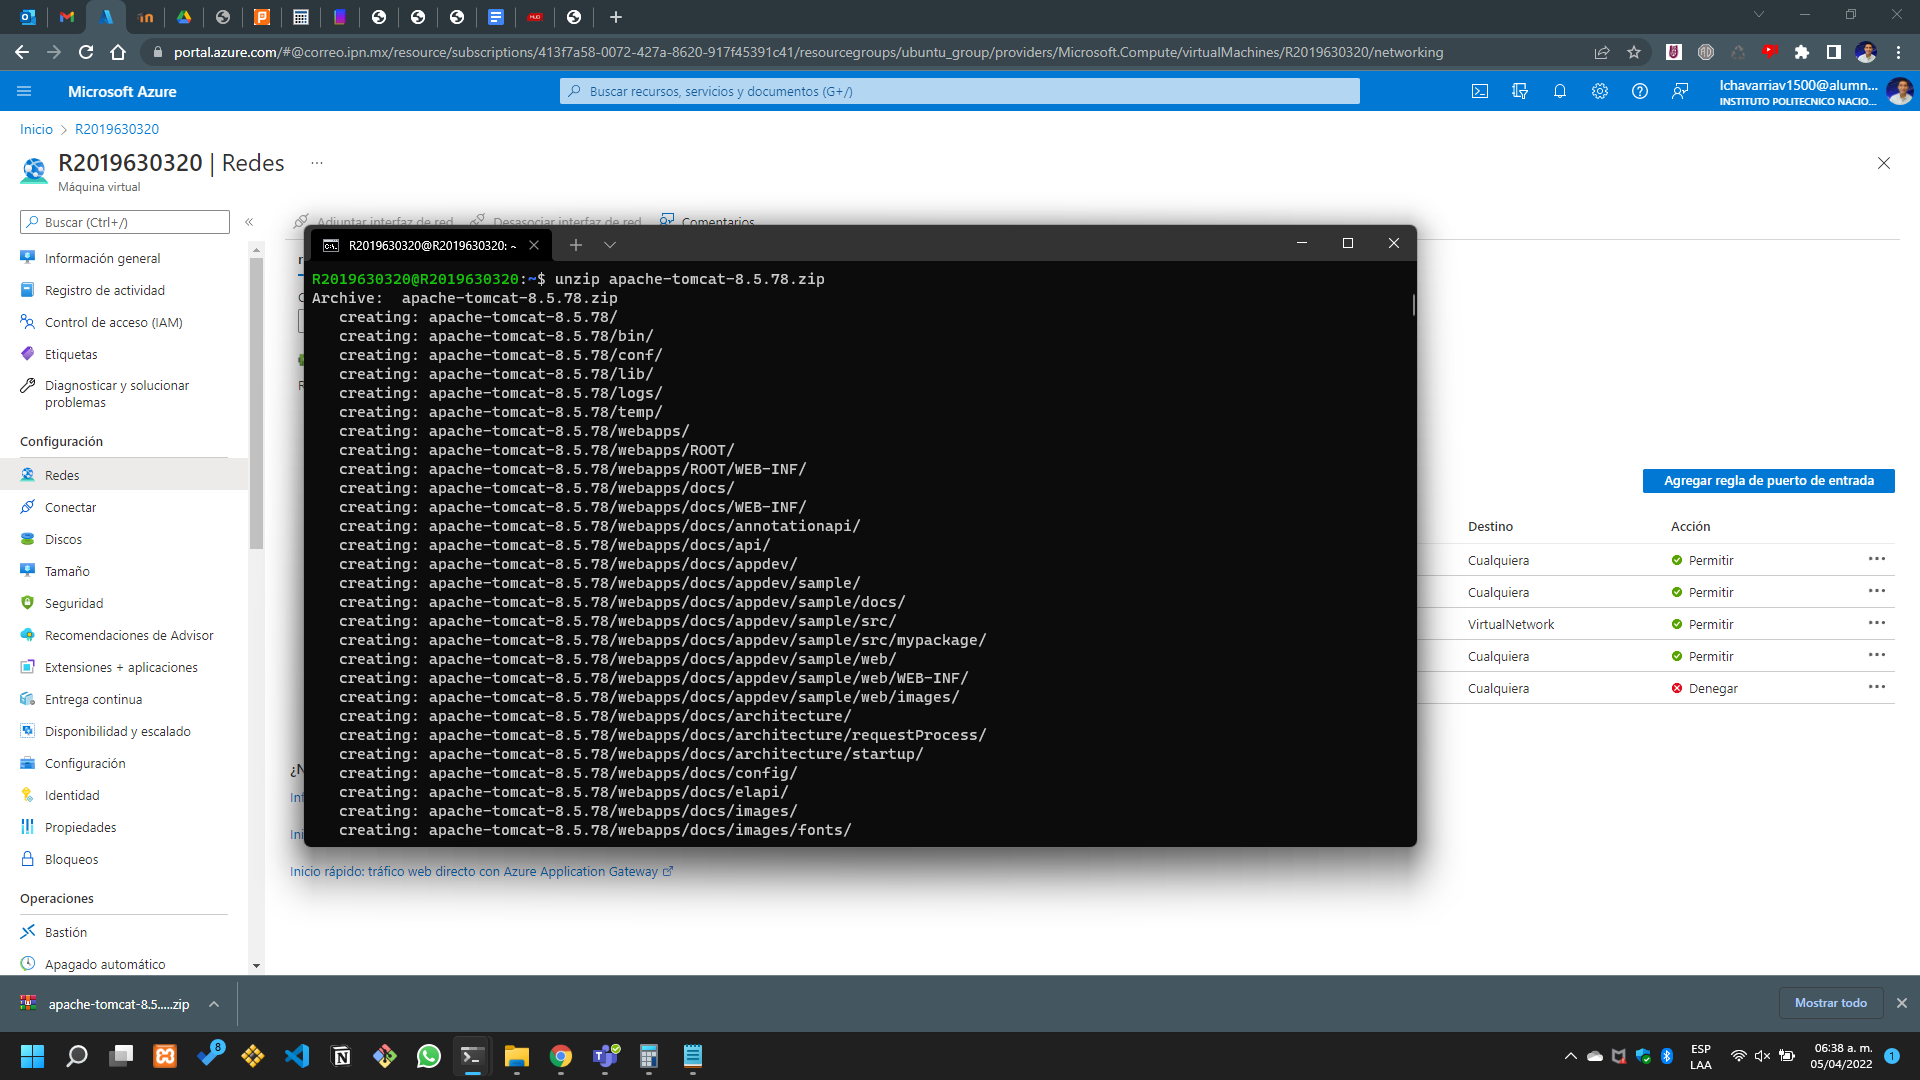 portal.azure.com/#@correo.ipn.mx/resource/subscriptions/413f7a58-0072-427a-8620-917f45391c41/resourcegroups/ubuntu_group/providers/Microsoft.Compute/virtualMachines/R2019630320/networking
Microsoft Azure
Buscar recursos, servicios y documentos (G+/)
lchavarriav1500@alumn...
INSTITUTO POLITECNICO NACIO...
Inicio
R2019630320
R2019630320 | Redes
...
Máquina virtual
Buscar (Ctrl+/)
«
Adjuntar interfaz de red
Desasociar interfaz de red
Comentarios
Información general
Registro de actividad
Control de acceso (IAM)
Etiquetas
Diagnosticar y solucionar
problemas
Configuración
Redes
Conectar
Discos
Tamaño
Seguridad
Recomendaciones de Advisor
Extensiones + aplicaciones
Entrega continua
Disponibilidad y escalado
Configuración
Identidad
Propiedades
Bloqueos
Operaciones
Bastión
Apagado automático
R2019630320@R2019630320: ~
R2019630320@R2019630320:~$ unzip apache-tomcat-8.5.78.zip
Archive:  apache-tomcat-8.5.78.zip
creating: apache-tomcat-8.5.78/
creating: apache-tomcat-8.5.78/bin/
creating: apache-tomcat-8.5.78/conf/
creating: apache-tomcat-8.5.78/lib/
creating: apache-tomcat-8.5.78/logs/
creating: apache-tomcat-8.5.78/temp/
creating: apache-tomcat-8.5.78/webapps/
creating: apache-tomcat-8.5.78/webapps/ROOT/
creating: apache-tomcat-8.5.78/webapps/ROOT/WEB-INF/
creating: apache-tomcat-8.5.78/webapps/docs/
creating: apache-tomcat-8.5.78/webapps/docs/WEB-INF/
creating: apache-tomcat-8.5.78/webapps/docs/annotationapi/
creating: apache-tomcat-8.5.78/webapps/docs/api/
creating: apache-tomcat-8.5.78/webapps/docs/appdev/
creating: apache-tomcat-8.5.78/webapps/docs/appdev/sample/
creating: apache-tomcat-8.5.78/webapps/docs/appdev/sample/docs/
creating: apache-tomcat-8.5.78/webapps/docs/appdev/sample/src/
creating: apache-tomcat-8.5.78/webapps/docs/appdev/sample/src/mypackage/
creating: apache-tomcat-8.5.78/webapps/docs/appdev/sample/web/
creating: apache-tomcat-8.5.78/webapps/docs/appdev/sample/web/WEB-INF/
creating: apache-tomcat-8.5.78/webapps/docs/appdev/sample/web/images/
creating: apache-tomcat-8.5.78/webapps/docs/architecture/
creating: apache-tomcat-8.5.78/webapps/docs/architecture/requestProcess/
creating: apache-tomcat-8.5.78/webapps/docs/architecture/startup/
creating: apache-tomcat-8.5.78/webapps/docs/config/
creating: apache-tomcat-8.5.78/webapps/docs/elapi/
creating: apache-tomcat-8.5.78/webapps/docs/images/
creating: apache-tomcat-8.5.78/webapps/docs/images/fonts/
Agregar regla de puerto de entrada
Destino Acción
Cualquiera Permitir ...
Cualquiera Permitir ...
VirtualNetwork Permitir ...
Cualquiera Permitir ...
Cualquiera Denegar ...
Inicio rápido: tráfico web directo con Azure Application Gateway
apache-tomcat-8.5.....zip
Mostrar todo
8
ESP
LAA
06:38 a. m.
05/04/2022
1